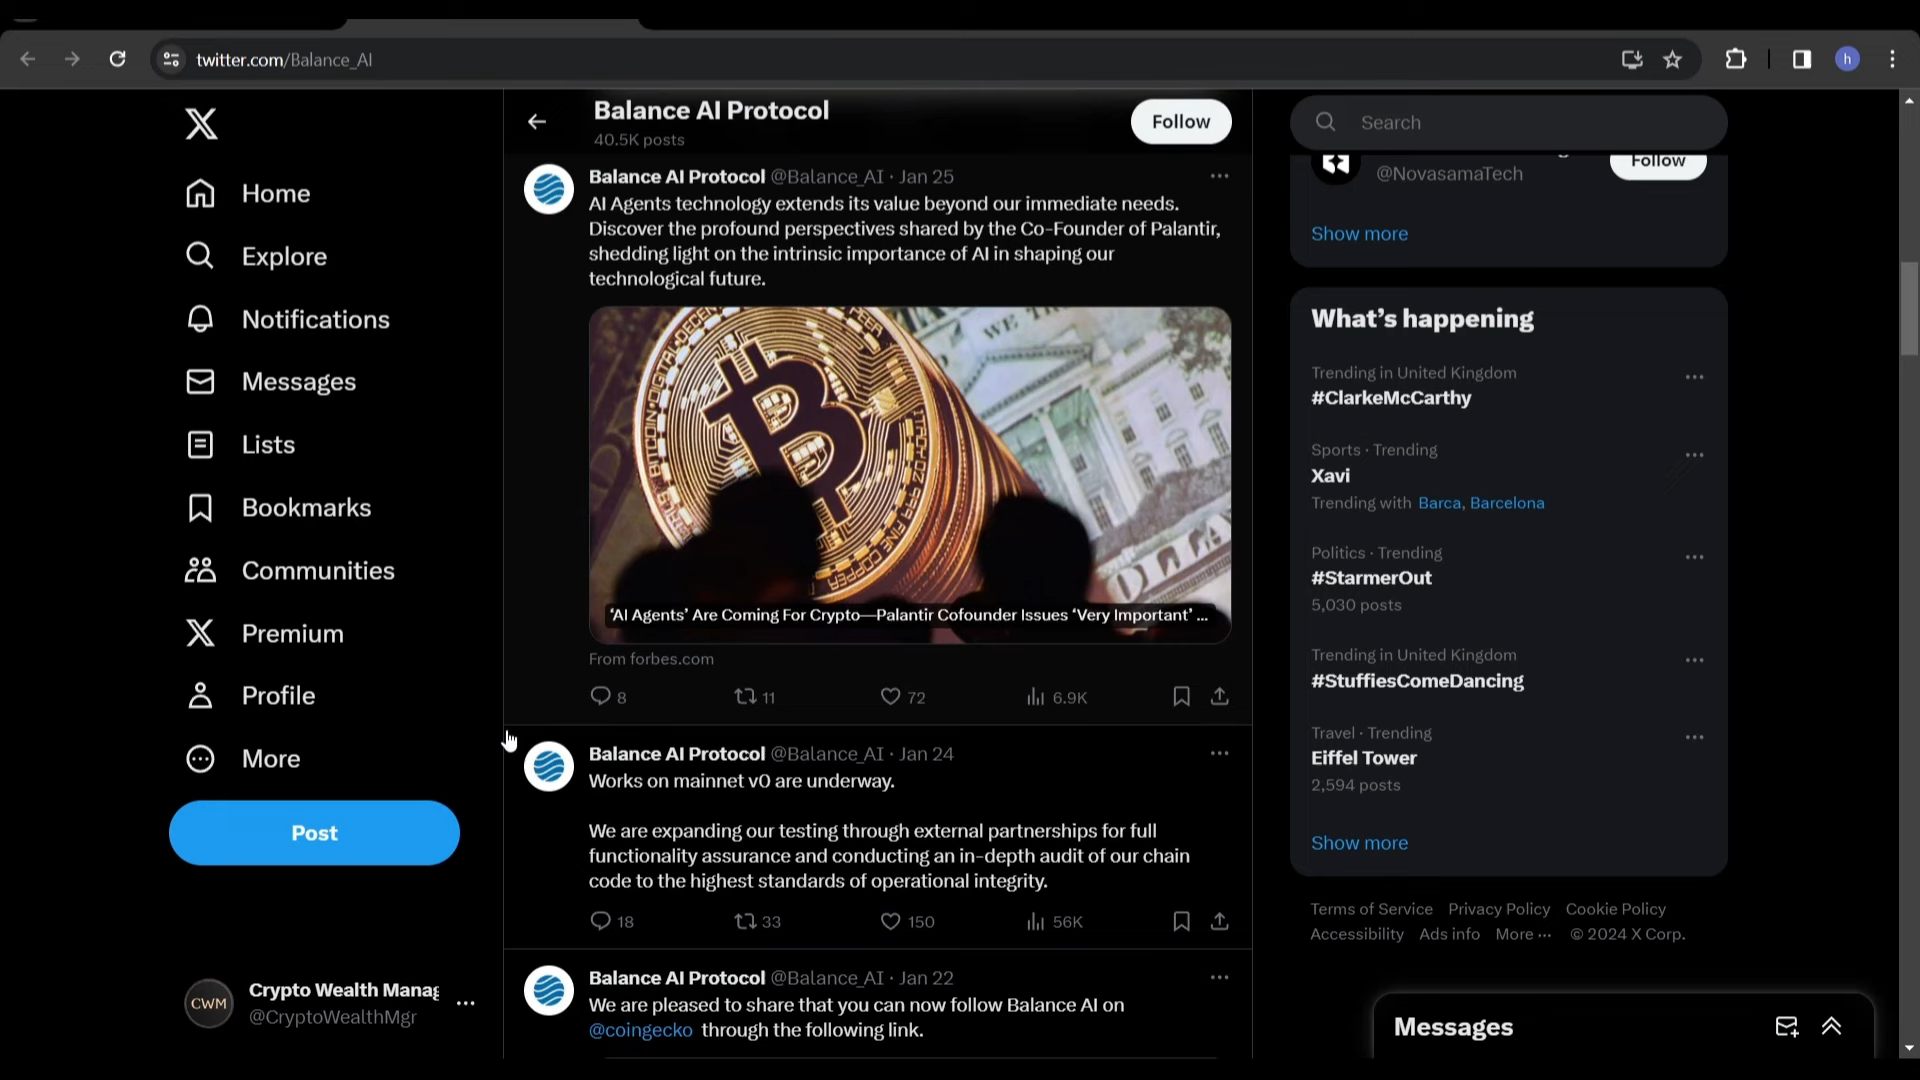 twitter.com/Balance_AI
h
Home
Explore
Notifications
Messages
Lists
Bookmarks
Communities
Premium
Profile
More
Post
CWM
Crypto Wealth Manag
@CryptoWealthMgr
Balance AI Protocol
40.5K posts
Follow
Balance AI Protocol @Balance_AI · Jan 25
AI Agents technology extends its value beyond our immediate needs.
Discover the profound perspectives shared by the Co-Founder of Palantir,
shedding light on the intrinsic importance of AI in shaping our
technological future.
WE TR
BITCOIN·DIGITAL DECEN
PEER
‘AI Agents’ Are Coming For Crypto—Palantir Cofounder Issues ‘Very Important’ ...
From forbes.com
8 11 72 6.9K
Balance AI Protocol @Balance_AI · Jan 24
Works on mainnet v0 are underway.
We are expanding our testing through external partnerships for full
functionality assurance and conducting an in-depth audit of our chain
code to the highest standards of operational integrity.
18 33 150 56K
Balance AI Protocol @Balance_AI · Jan 22
We are pleased to share that you can now follow Balance AI on
@coingecko through the following link.
Search
@NovasamaTech
Follow
Show more
What’s happening
Trending in United Kingdom
#ClarkeMcCarthy
Sports · Trending
Xavi
Trending with Barca, Barcelona
Politics · Trending
#StarmerOut
5,030 posts
Trending in United Kingdom
#StuffiesComeDancing
Travel · Trending
Eiffel Tower
2,594 posts
Show more
Terms of Service Privacy Policy Cookie Policy
Accessibility Ads info More ··· © 2024 X Corp.
Messages